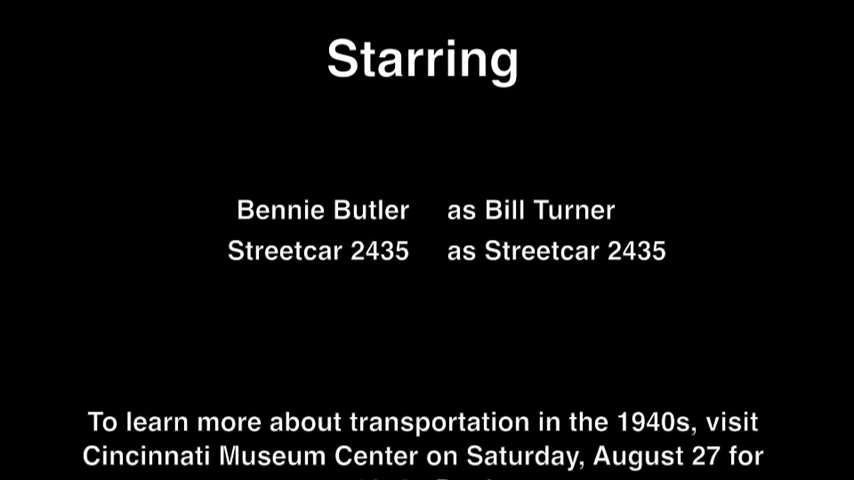 Starring
Bennie Butler as Bill Turner
Streetcar 2435 as Streetcar 2435
To learn more about transportation in the 1940s, visit
Cincinnati Museum Center on Saturday, August 27 for